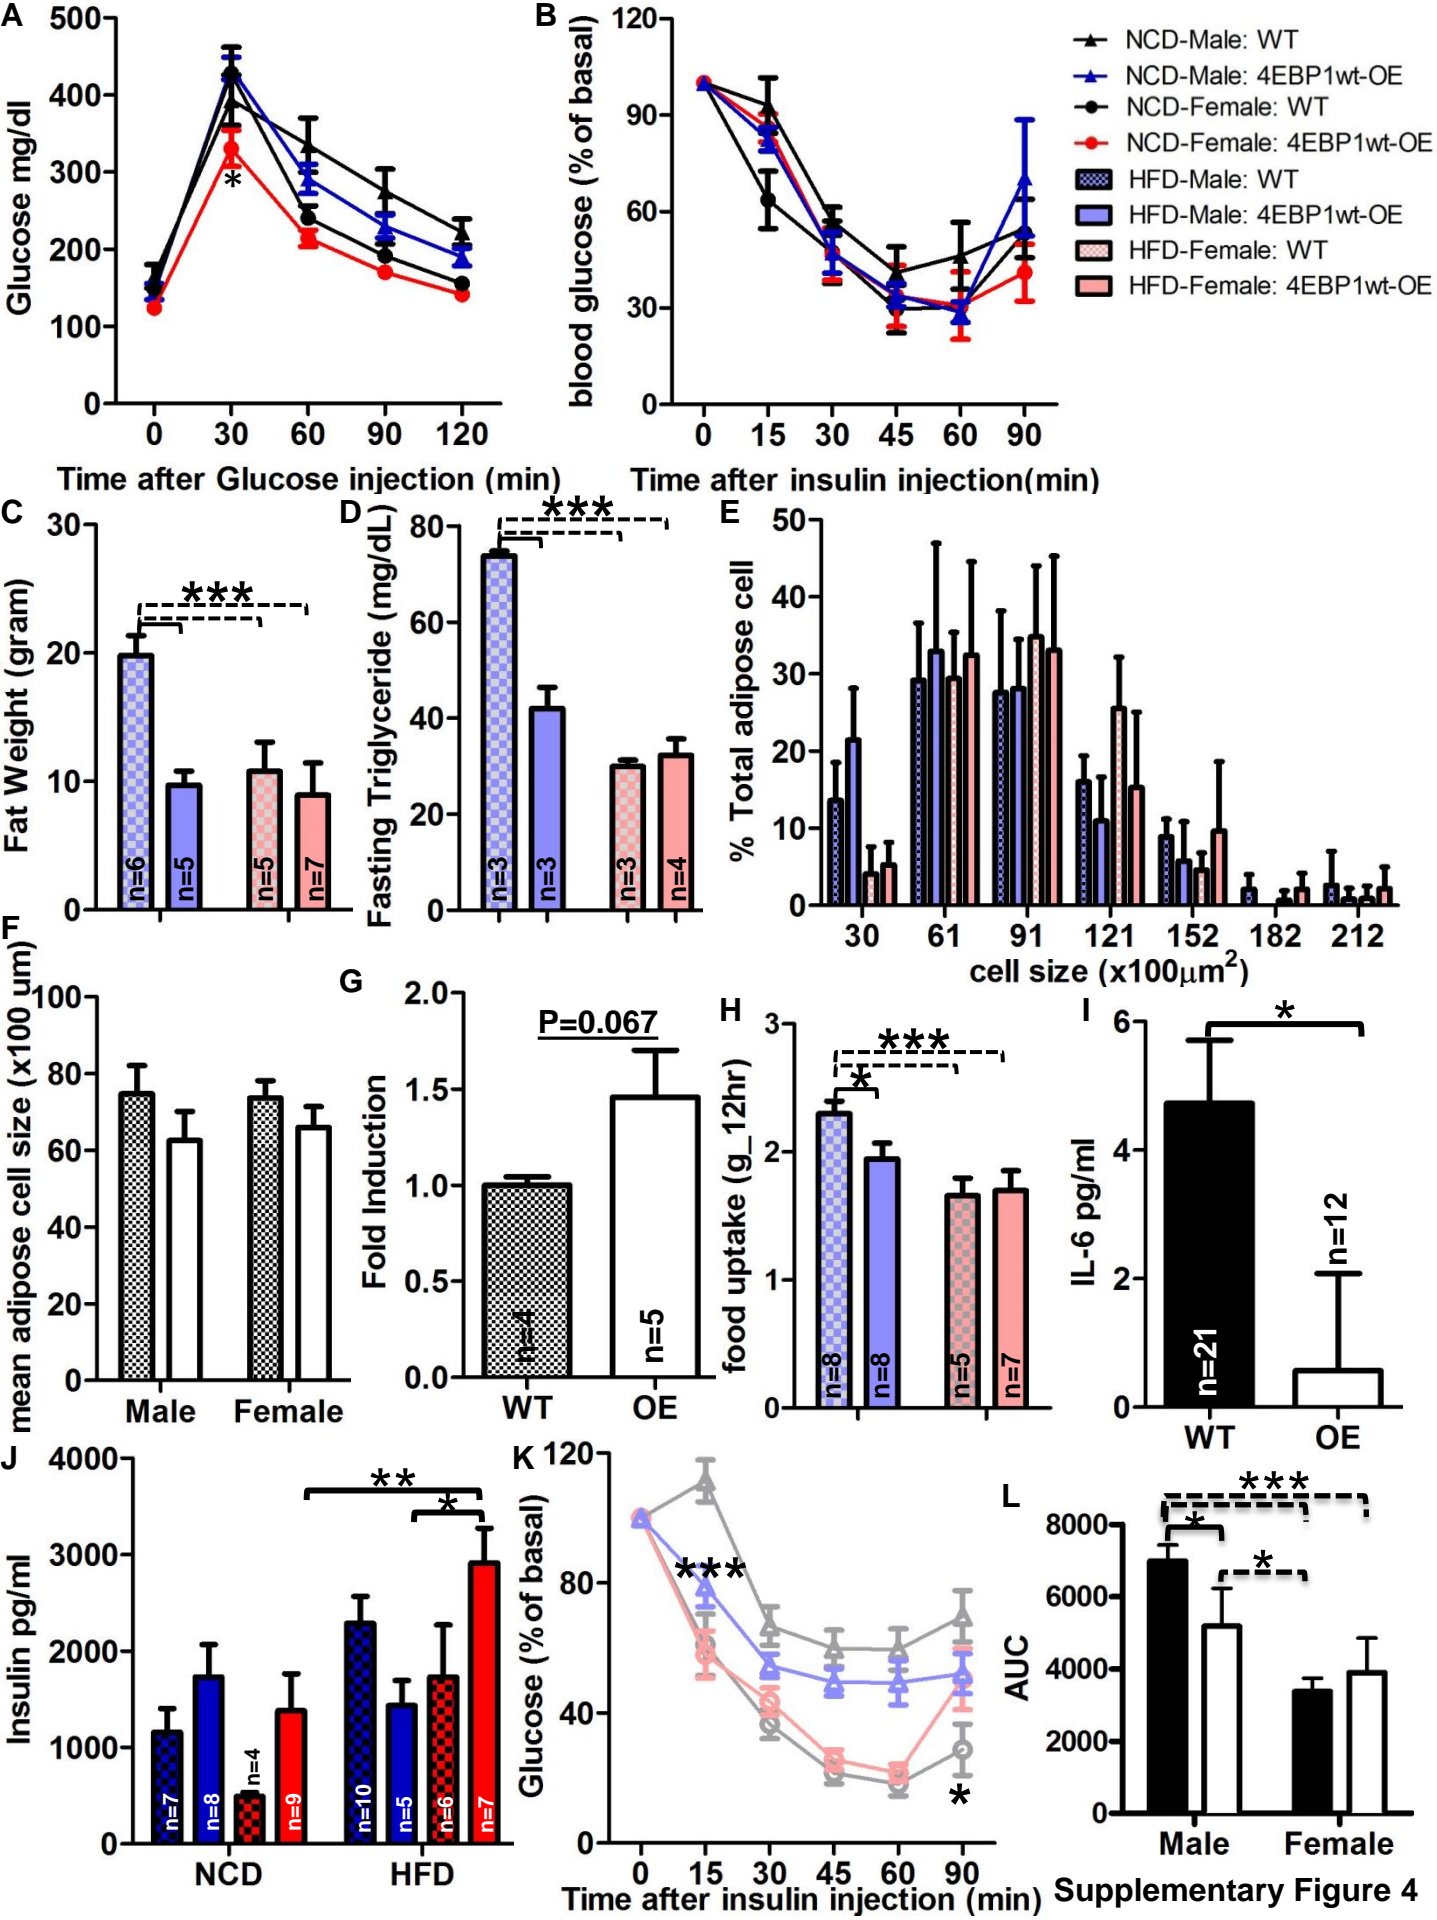 A
500
400
300
200
100
0
Glucose mg/dl
*
0 30 60 90 120
Time after Glucose injection (min)
B
120
90
60
30
0
blood glucose (% of basal)
0 15 30 45 60 90
Time after insulin injection(min)
NCD-Male: WT
NCD-Male: 4EBP1wt-OE
NCD-Female: WT
NCD-Female: 4EBP1wt-OE
HFD-Male: WT
HFD-Male: 4EBP1wt-OE
HFD-Female: WT
HFD-Female: 4EBP1wt-OE
C
30
20
10
0
Fat Weight (gram)
***
n=6 n=5 n=5 n=7
D
80
60
40
20
0
Fasting Triglyceride (mg/dL)
***
n=3 n=3 n=3 n=4
E
50
40
30
20
10
0
% Total adipose cell
30 61 91 121 152 182 212
cell size (x100μm²)
F
100
80
60
40
20
0
mean adipose cell size (x100 um)
Male Female
G
2.0
1.5
1.0
0.5
0.0
Fold Induction
P=0.067
n=4 n=5
WT OE
H
3
2
1
0
food uptake (g_12hr)
***
*
n=8 n=8 n=5 n=7
I
6
4
2
0
IL-6 pg/ml
*
n=21 n=12
WT OE
J
4000
3000
2000
1000
0
Insulin pg/ml
**
*
n=7 n=8 n=4 n=9 n=10 n=5 n=6 n=7
NCD HFD
K
120
80
40
0
Glucose (% of basal)
***
*
0 15 30 45 60 90
Time after insulin injection (min)
L
8000
6000
4000
2000
0
AUC
***
*
*
Male Female
Supplementary Figure 4